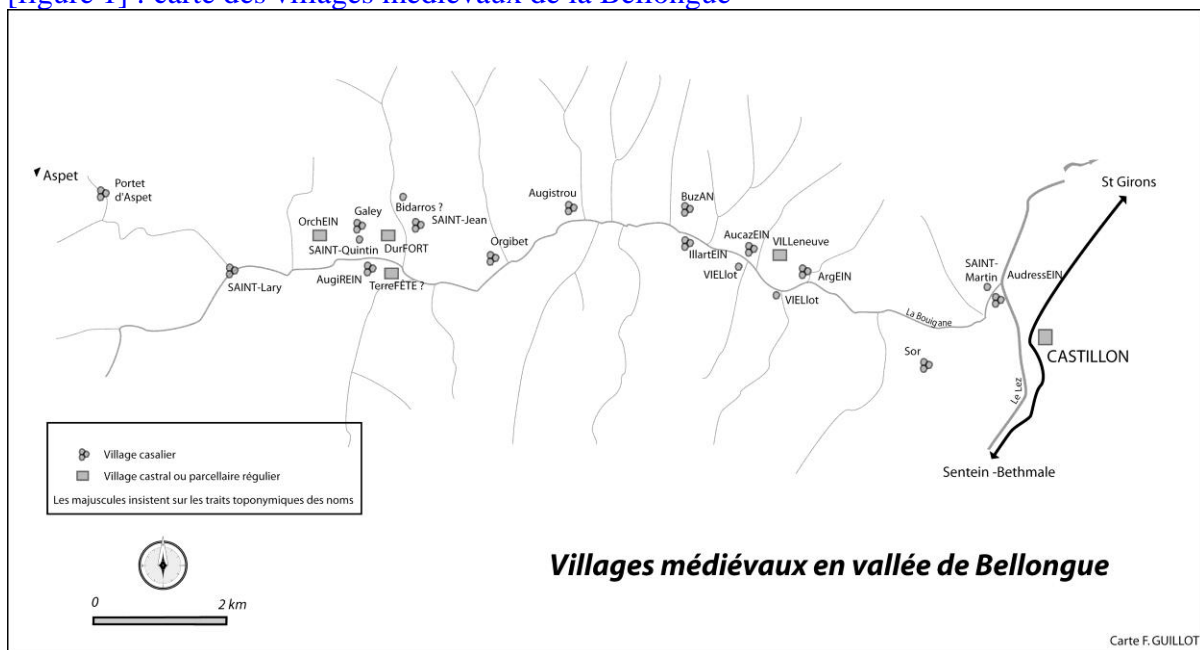 [figure 1] : carte des villages médiévaux de la Bellongue
Aspet
Portet
d'Aspet
SAINT-Lary
OrchEIN
Galey
SAINT-Quintin
Bidarros ?
SAINT-Jean
DurFORT
AugiREIN
TerreFÊTE ?
Orgibet
Augistrou
BuzAN
IllartEIN
AucazEIN
VIELlot
VILLeneuve
ArgEIN
VIELlot
La Bouigane
Sor
SAINT-
Martin
AudressEIN
St Girons
CASTILLON
Le Lez
Sentein -Bethmale
Village casalier
Village castral ou parcellaire régulier
Les majuscules insistent sur les traits toponymiques des noms
0 2 km
Villages médiévaux en vallée de Bellongue
Carte F. GUILLOT